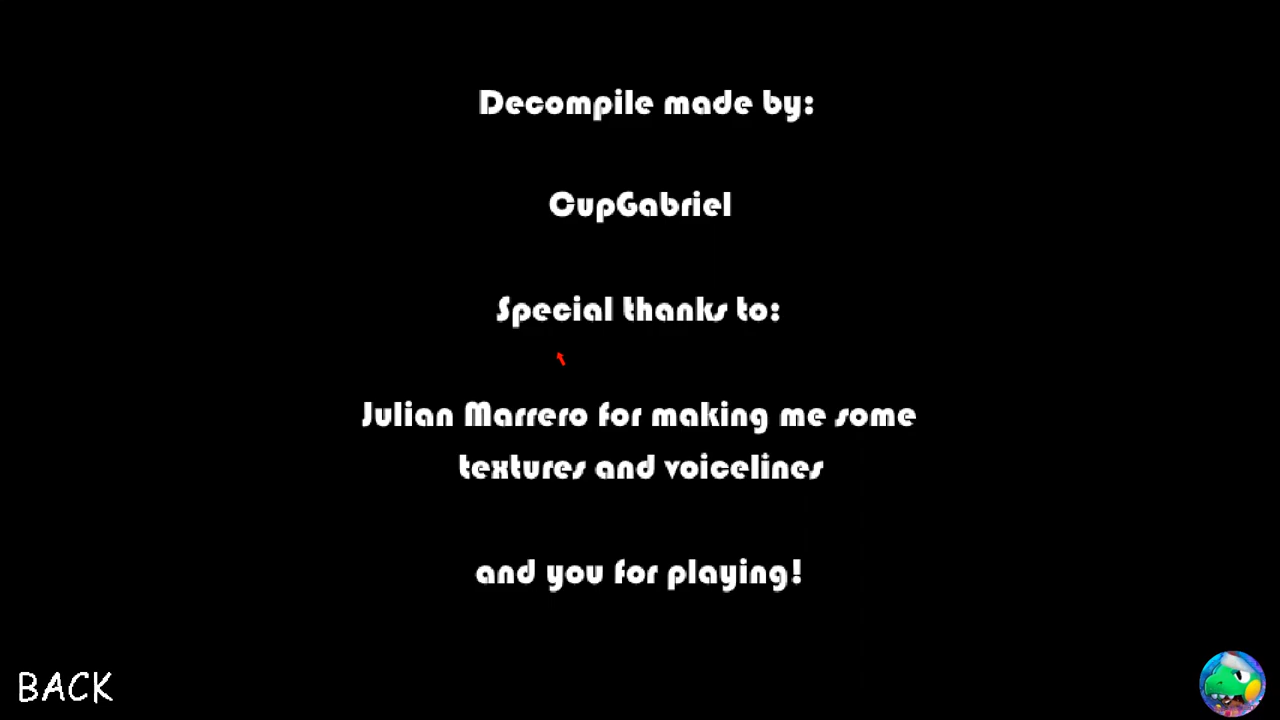 Decompile made by:
CupGabriel
Special thanks to:
Julian Marrero for making me some
textures and voicelines
and you for playing!
BACK